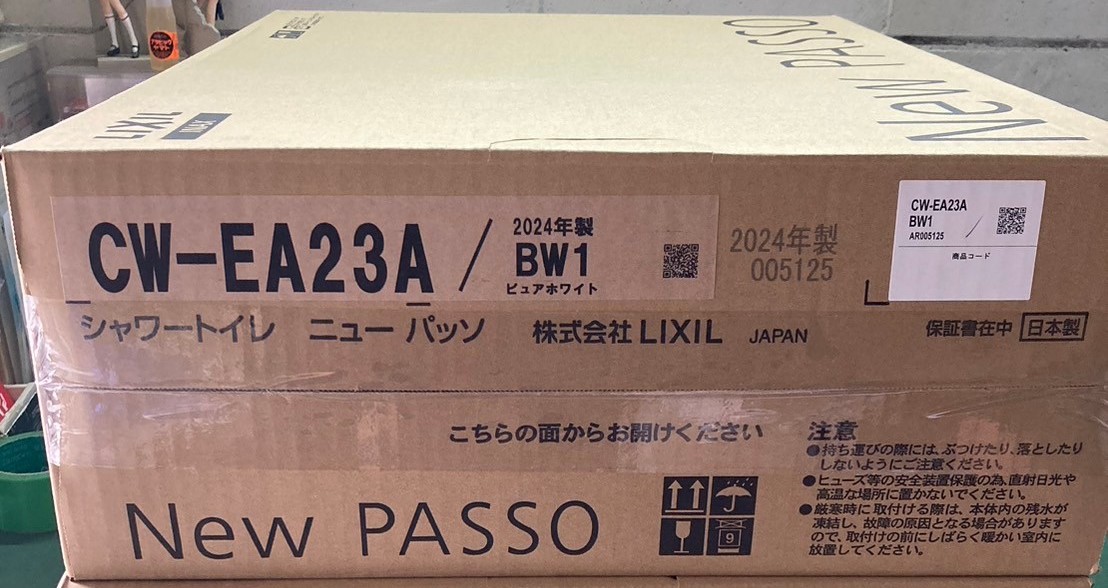 New PASSO
LIXIL
INAX
CW-EA23A / 2024年製
BW1
ピュアホワイト
2024年製
005125
CW-EA23A
BW1 /
AR005125
商品コード
シャワートイレ ニュー パッソ 株式会社 LIXIL JAPAN
保証書在中 日本製
こちらの面からお開けください
New PASSO
9
注意
●持ち運びの際には、ぶつけたり、落としたり
しないようにご注意ください。
●ヒューズ等の安全装置保護の為、直射日光や
高温な場所に置かないでください。
●厳寒時に取付ける際は、本体内の残水が
凍結し、故障の原因となる場合があります
ので、取付けの前にしばらく暖かい室内に
放置してください。